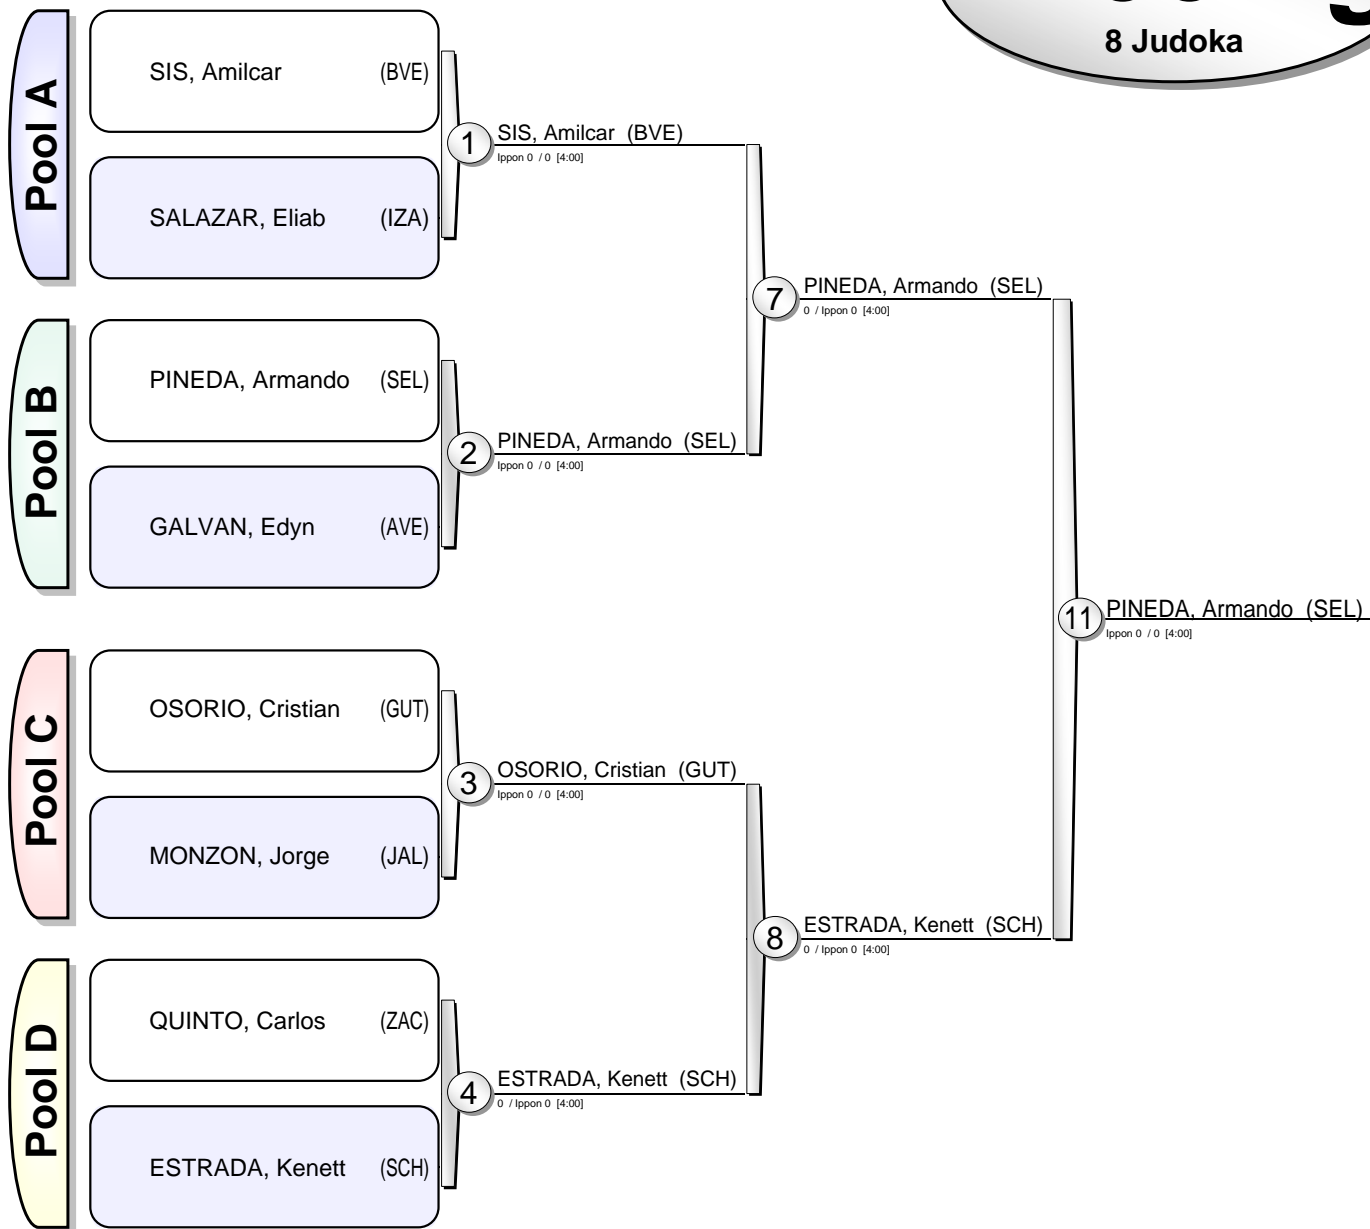 8 Judoka
Pool A
SIS, Amilcar (BVE)
SALAZAR, Eliab (IZA)
Pool B
PINEDA, Armando (SEL)
GALVAN, Edyn (AVE)
Pool C
OSORIO, Cristian (GUT)
MONZON, Jorge (JAL)
Pool D
QUINTO, Carlos (ZAC)
ESTRADA, Kenett (SCH)
1
SIS, Amilcar (BVE)
Ippon 0 / 0 [4:00]
2
PINEDA, Armando (SEL)
Ippon 0 / 0 [4:00]
3
OSORIO, Cristian (GUT)
Ippon 0 / 0 [4:00]
4
ESTRADA, Kenett (SCH)
0 / Ippon 0 [4:00]
7
PINEDA, Armando (SEL)
0 / Ippon 0 [4:00]
8
ESTRADA, Kenett (SCH)
0 / Ippon 0 [4:00]
11
PINEDA, Armando (SEL)
Ippon 0 / 0 [4:00]